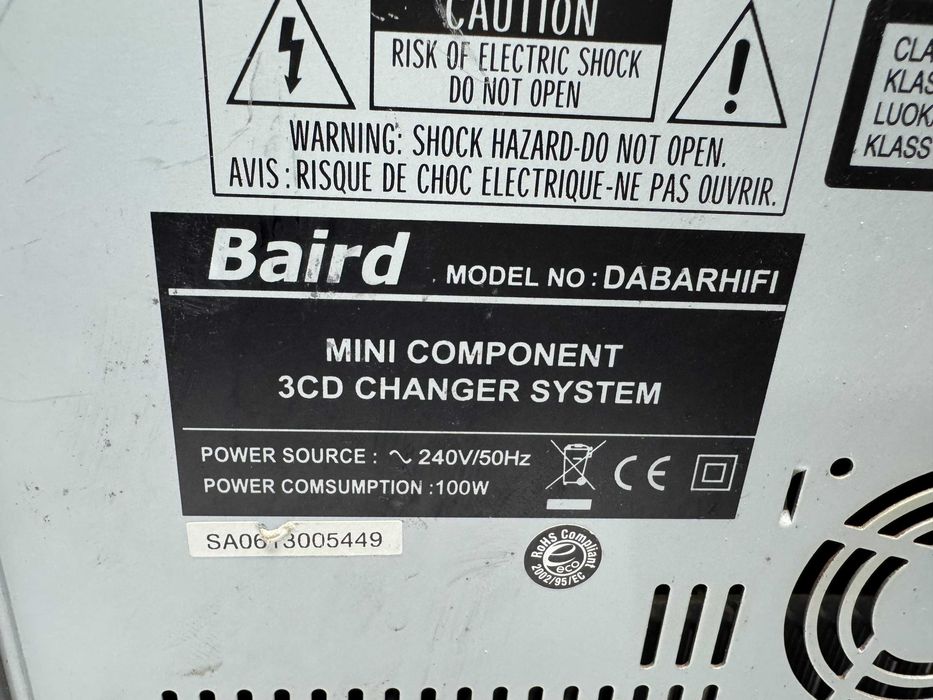 CAUTION
RISK OF ELECTRIC SHOCK
DO NOT OPEN
WARNING: SHOCK HAZARD-DO NOT OPEN.
AVIS : RISQUE DE CHOC ELECTRIQUE-NE PAS OUVRIR.
CLA
KLAS
LUOK
KLASS
Baird MODEL NO : DABARHIFI
MINI COMPONENT
3CD CHANGER SYSTEM
POWER SOURCE : ~ 240V/50Hz
POWER COMSUMPTION :100W
CE
SA0613005449
RoHS Compliant
e
eco
2002/95/EC